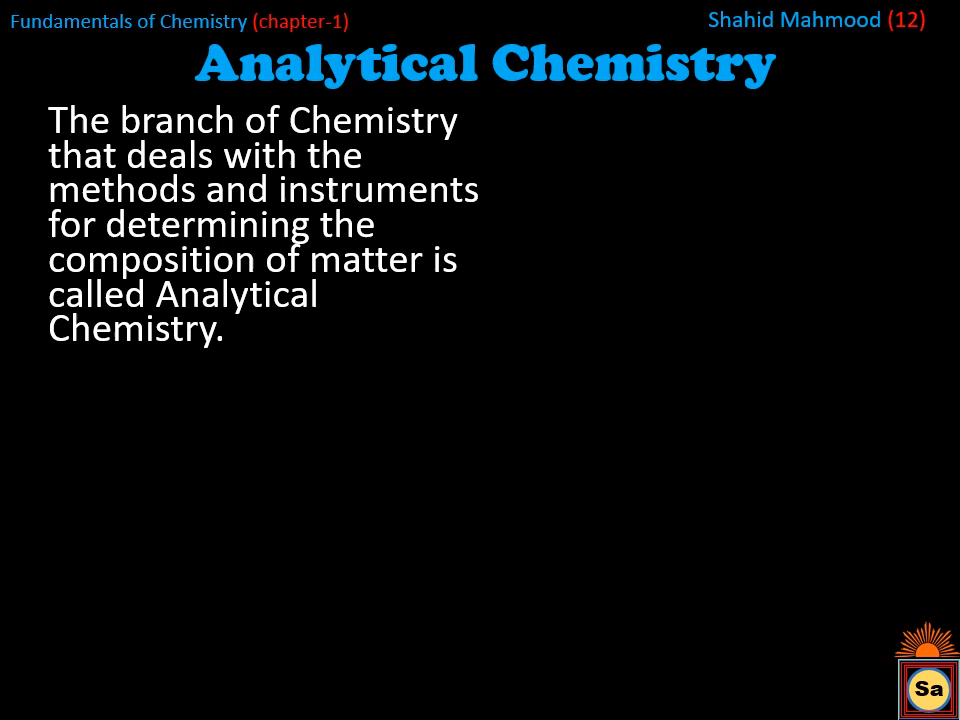 Fundamentals of Chemistry (chapter-1)
Shahid Mahmood (12)
Analytical Chemistry
The branch of Chemistry
that deals with the
methods and instruments
for determining the
composition of matter is
called Analytical
Chemistry.
Sa